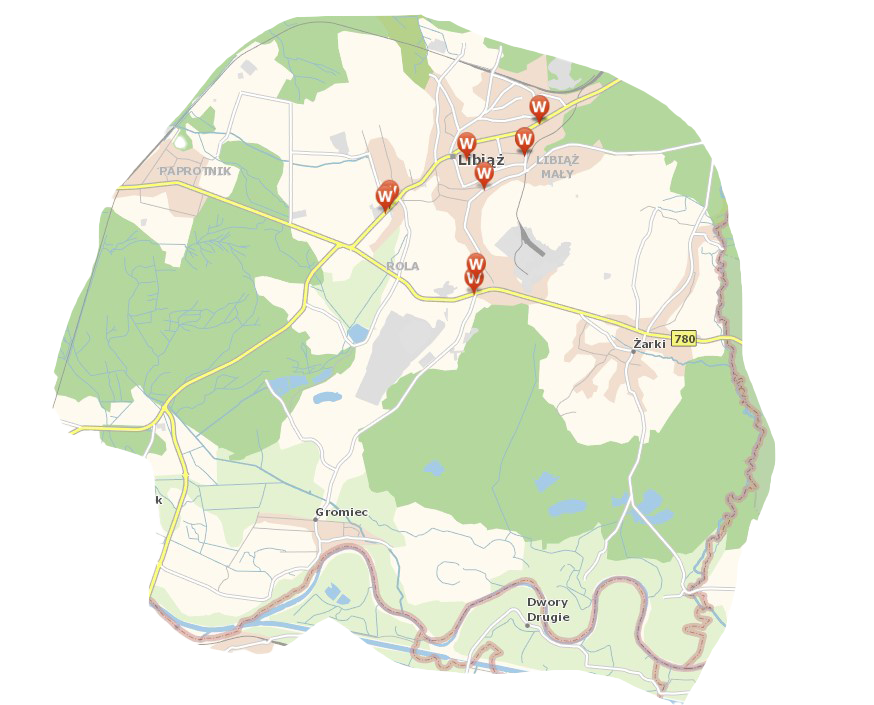 W
W
W
Libiąż
LIBIĄŻ
MAŁY
PAPROTNIK
W
W
ROLA
W
W
780
Żarki
k
Gromiec
Dwory
Drugie